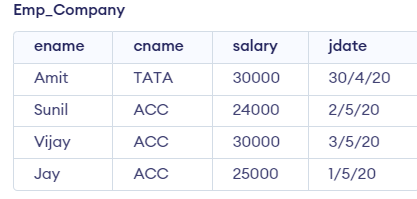 Emp_Company
ename cname salary jdate
Amit TATA 30000 30/4/20
Sunil ACC 24000 2/5/20
Vijay ACC 30000 3/5/20
Jay ACC 25000 1/5/20